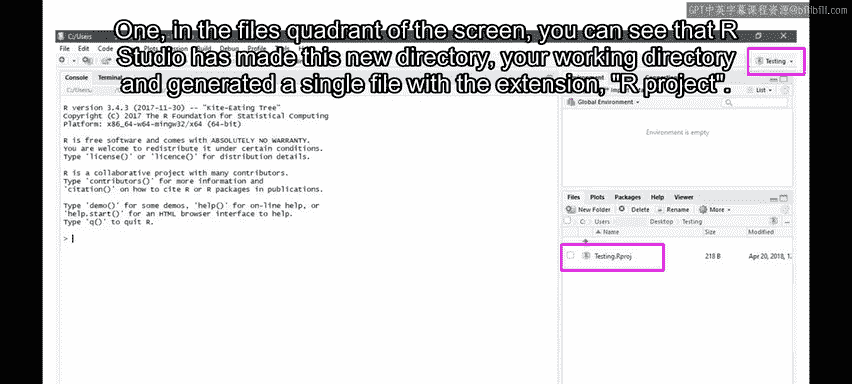 GPT中英字幕课程资源@bilibili.com
One, in the files quadrant of the screen, you can see that R
Studio has made this new directory, your working directory
and generated a single file with the extension, "R project".
C:/Users
File Edit Code
Testing
Console Terminal
R version 3.4.3 (2017-11-30) -- "Kite-Eating Tree"
Copyright (C) 2017 The R Foundation for Statistical Computing
Platform: x86_64-w64-mingw32/x64 (64-bit)
R is free software and comes with ABSOLUTELY NO WARRANTY.
You are welcome to redistribute it under certain conditions.
Type 'license()' or 'licence()' for distribution details.
R is a collaborative project with many contributors.
Type 'contributors()' for more information and
'citation()' on how to cite R or R packages in publications.
Type 'demo()' for some demos, 'help()' for on-line help, or
'help.start()' for an HTML browser interface to help.
Type 'q()' to quit R.
>
List
Global Environment
Environment is empty
Files Plots Packages Help Viewer
New Folder Delete Rename More
C: Users Desktop Testing
Name Size Modified
Testing.Rproj 218 B Apr 20, 2018, 1